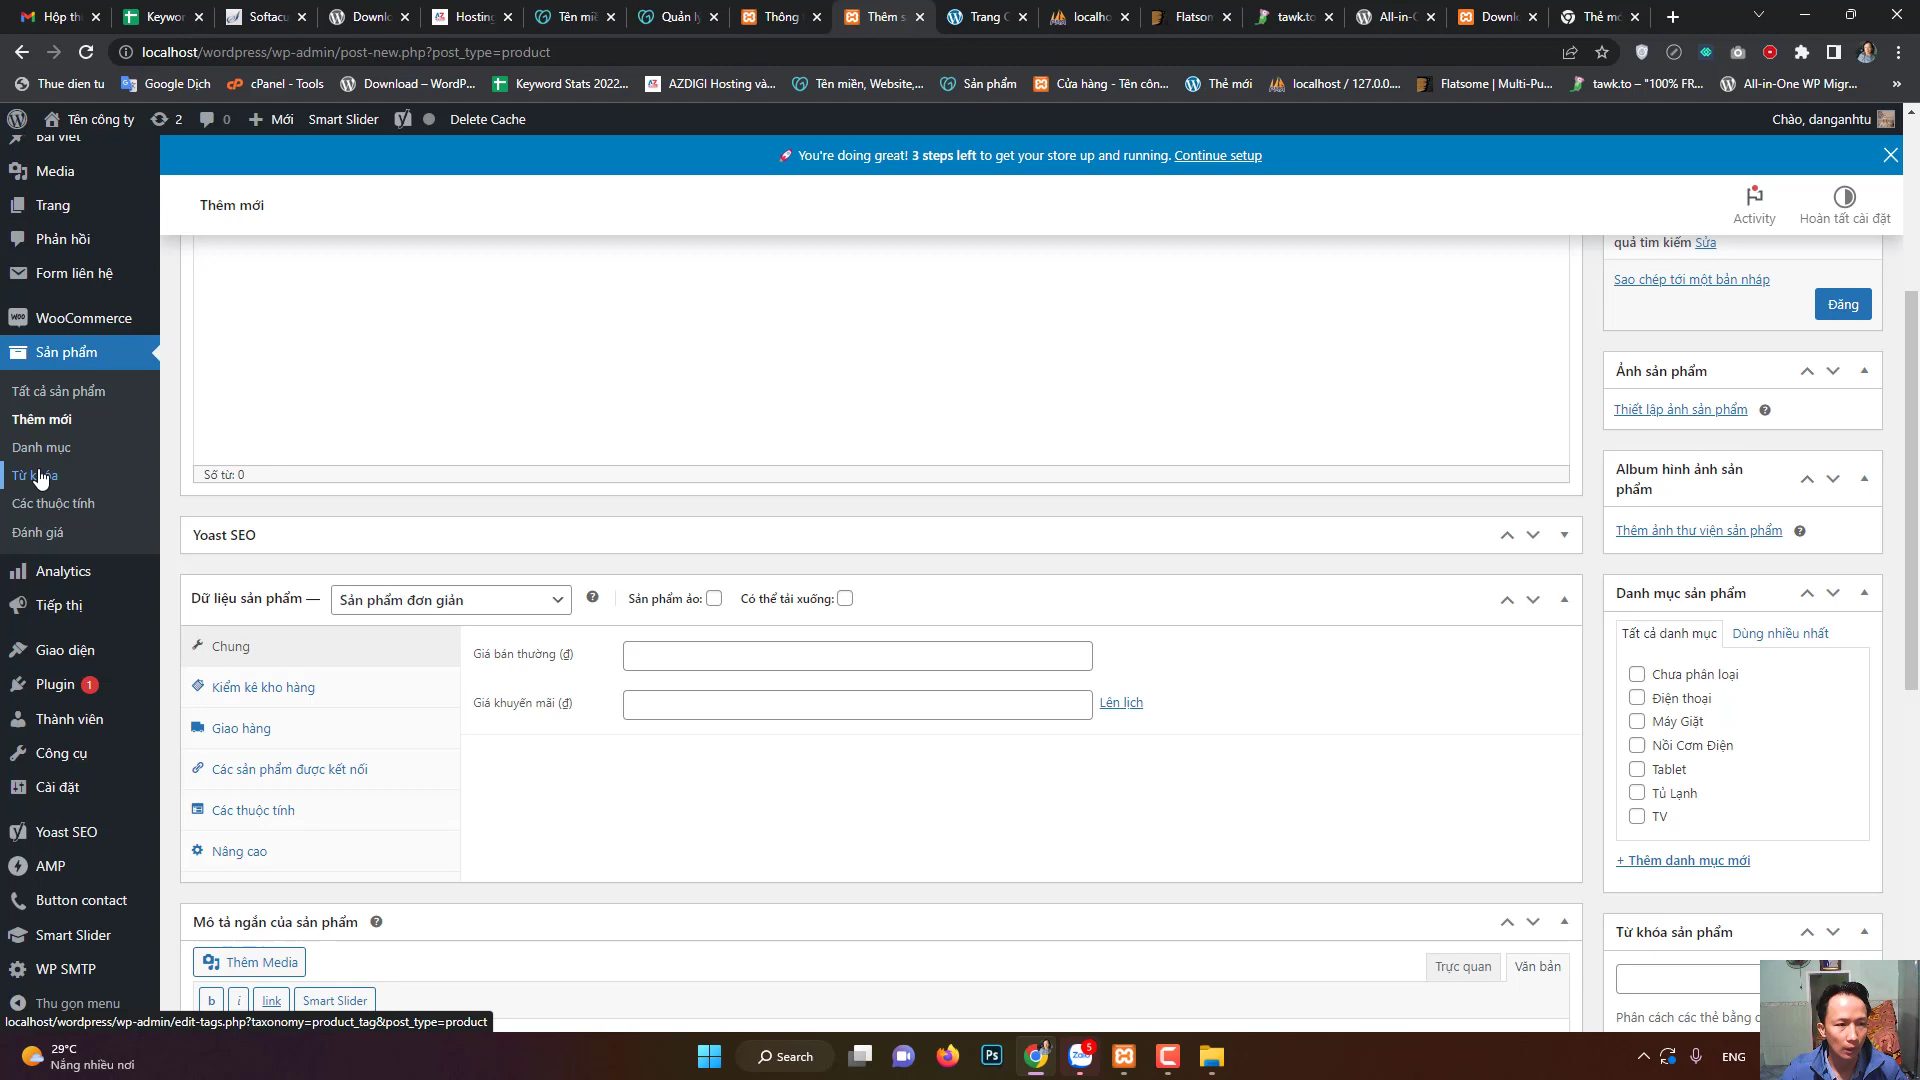 Hộp th
Keywor
Softacu
Downlo
Hosting
Tên mi
Quản lý
Thông
Thêm s
Trang C
localho
Flatsom
tawk.to
All-in-
Downl
Thẻ mớ
localhost/wordpress/wp-admin/post-new.php?post_type=product
Thue dien tu
Google Dịch
cPanel - Tools
Download – WordP...
Keyword Stats 2022...
AZDIGI Hosting và...
Tên miền, Website,...
Sản phẩm
Cửa hàng - Tên côn...
Thẻ mới
localhost / 127.0.0....
Flatsome | Multi-Pu...
tawk.to – "100% FR...
All-in-One WP Migr...
»
Tên công ty
2
0
Mới
Smart Slider
Delete Cache
Chào, danganhtu
🚀 You're doing great! 3 steps left to get your store up and running. Continue setup
Thêm mới
Activity
Hoàn tất cài đặt
Bài viết
Media
Trang
Phản hồi
Form liên hệ
WooCommerce
Sản phẩm
Tất cả sản phẩm
Thêm mới
Danh mục
Từ khóa
Các thuộc tính
Đánh giá
Analytics
Tiếp thị
Giao diện
Plugin 1
Thành viên
Công cụ
Cài đặt
Yoast SEO
AMP
Button contact
Smart Slider
WP SMTP
Thu gọn menu
Số từ: 0
Yoast SEO
Dữ liệu sản phẩm —
Sản phẩm đơn giản
Sản phẩm ảo:
Có thể tải xuống:
Chung
Kiểm kê kho hàng
Giao hàng
Các sản phẩm được kết nối
Các thuộc tính
Nâng cao
Giá bán thường (₫)
Giá khuyến mãi (₫)
Lên lịch
Mô tả ngắn của sản phẩm
Thêm Media
Trực quan
Văn bản
b
i
link
Smart Slider
quả tìm kiếm Sửa
Sao chép tới một bản nháp
Đăng
Ảnh sản phẩm
Thiết lập ảnh sản phẩm
Album hình ảnh sản
phẩm
Thêm ảnh thư viện sản phẩm
Danh mục sản phẩm
Tất cả danh mục
Dùng nhiều nhất
Chưa phân loại
Điện thoại
Máy Giặt
Nồi Cơm Điện
Tablet
Tủ Lạnh
TV
+ Thêm danh mục mới
Từ khóa sản phẩm
Phân cách các thẻ bằng
localhost/wordpress/wp-admin/edit-tags.php?taxonomy=product_tag&post_type=product
29°C
Nắng nhiều nơi
Search
Ps
Zalo
5
ENG